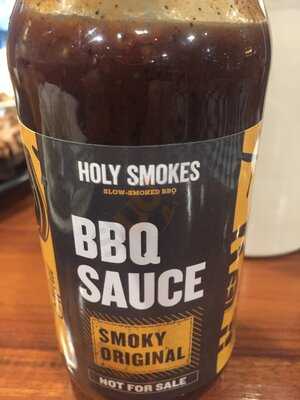 HOLY SMOKES
SLOW-SMOKED BBQ
BBQ
SAUCE
SMOKY
ORIGINAL
NOT FOR SALE